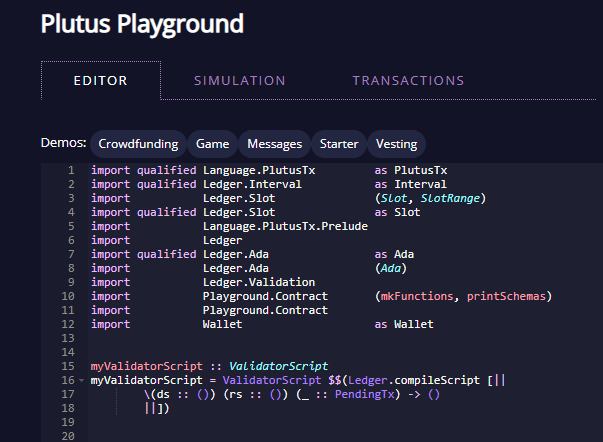 Plutus Playground
EDITOR SIMULATION TRANSACTIONS
Demos: Crowdfunding Game Messages Starter Vesting
1 import qualified Language.PlutusTx as PlutusTx
2 import qualified Ledger.Interval as Interval
3 import Ledger.Slot (Slot, SlotRange)
4 import qualified Ledger.Slot as Slot
5 import Language.PlutusTx.Prelude
6 import Ledger
7 import qualified Ledger.Ada as Ada
8 import Ledger.Ada (Ada)
9 import Ledger.Validation
10 import Playground.Contract (mkFunctions, printSchemas)
11 import Playground.Contract
12 import Wallet as Wallet
13
14
15 myValidatorScript :: ValidatorScript
16 myValidatorScript = ValidatorScript $$(Ledger.compileScript [||
17 \(ds :: ()) (rs :: ()) (_ :: PendingTx) -> ()
18 ||])
19
20